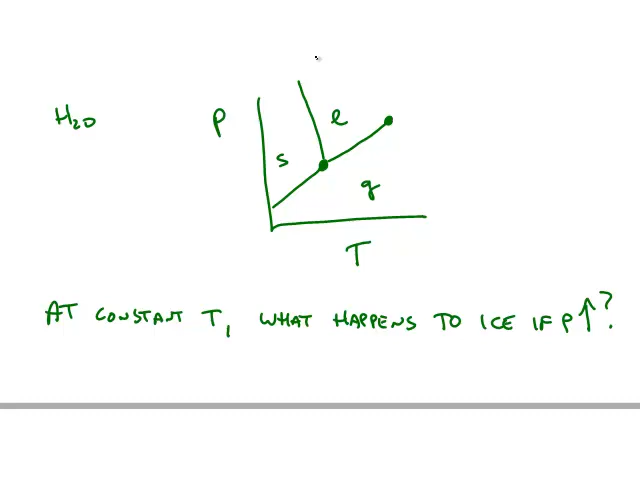 H₂O
P
l
s
g
T
AT CONSTANT T, WHAT HAPPENS TO ICE IF P↑?